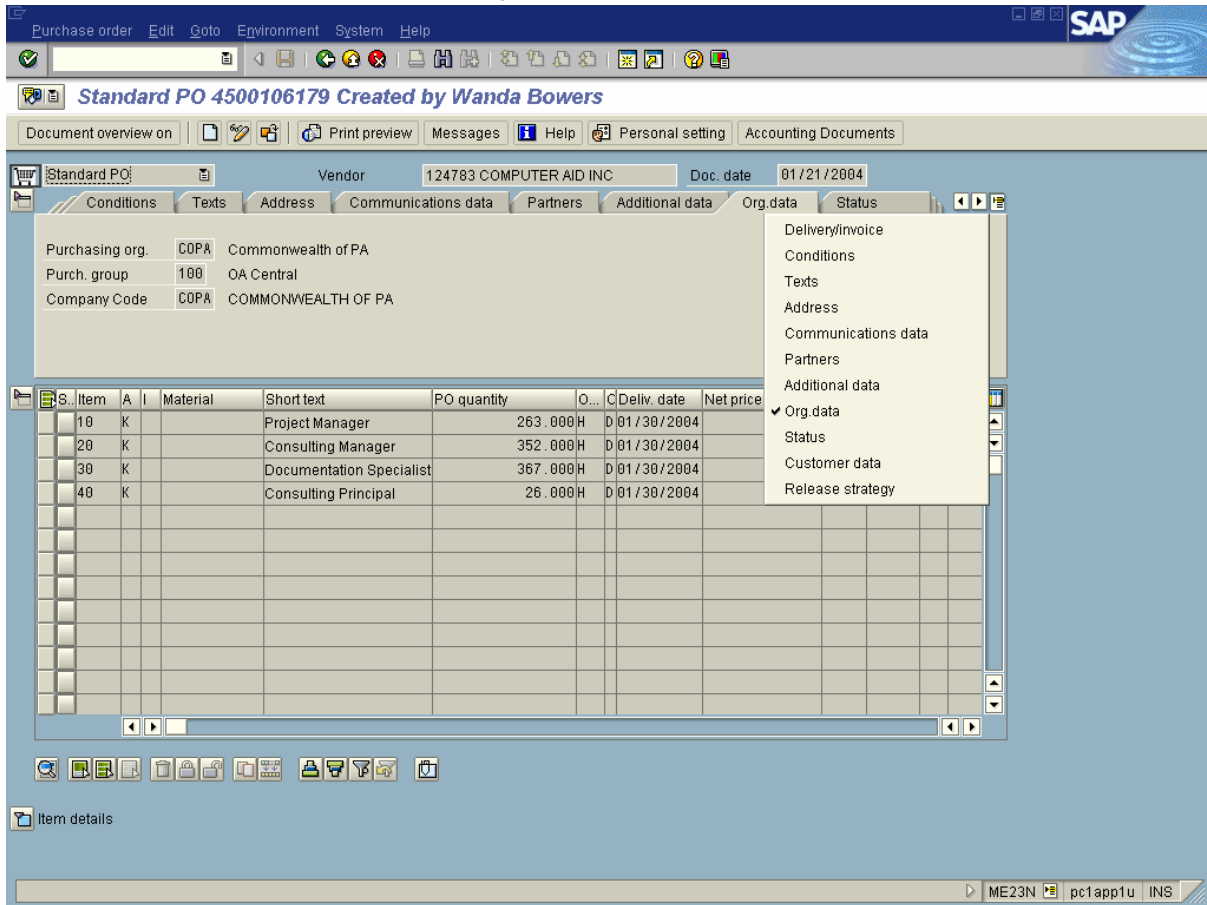 Purchase order Edit Goto Environment System Help
SAP
Standard PO 4500106179 Created by Wanda Bowers
Document overview on Print preview Messages Help Personal setting Accounting Documents
Standard PO Vendor 124783 COMPUTER AID INC Doc. date 01/21/2004
Conditions Texts Address Communications data Partners Additional data Org.data Status
Purchasing org. COPA Commonwealth of PA
Purch. group 100 OA Central
Company Code COPA COMMONWEALTH OF PA
Delivery/invoice
Conditions
Texts
Address
Communications data
Partners
Additional data
Org.data
Status
Customer data
Release strategy
S.. Item A I Material Short text PO quantity O... C Deliv. date Net price
10 K Project Manager 263.000 H D 01/30/2004
20 K Consulting Manager 352.000 H D 01/30/2004
30 K Documentation Specialist 367.000 H D 01/30/2004
40 K Consulting Principal 26.000 H D 01/30/2004
Item details
ME23N pc1app1u INS